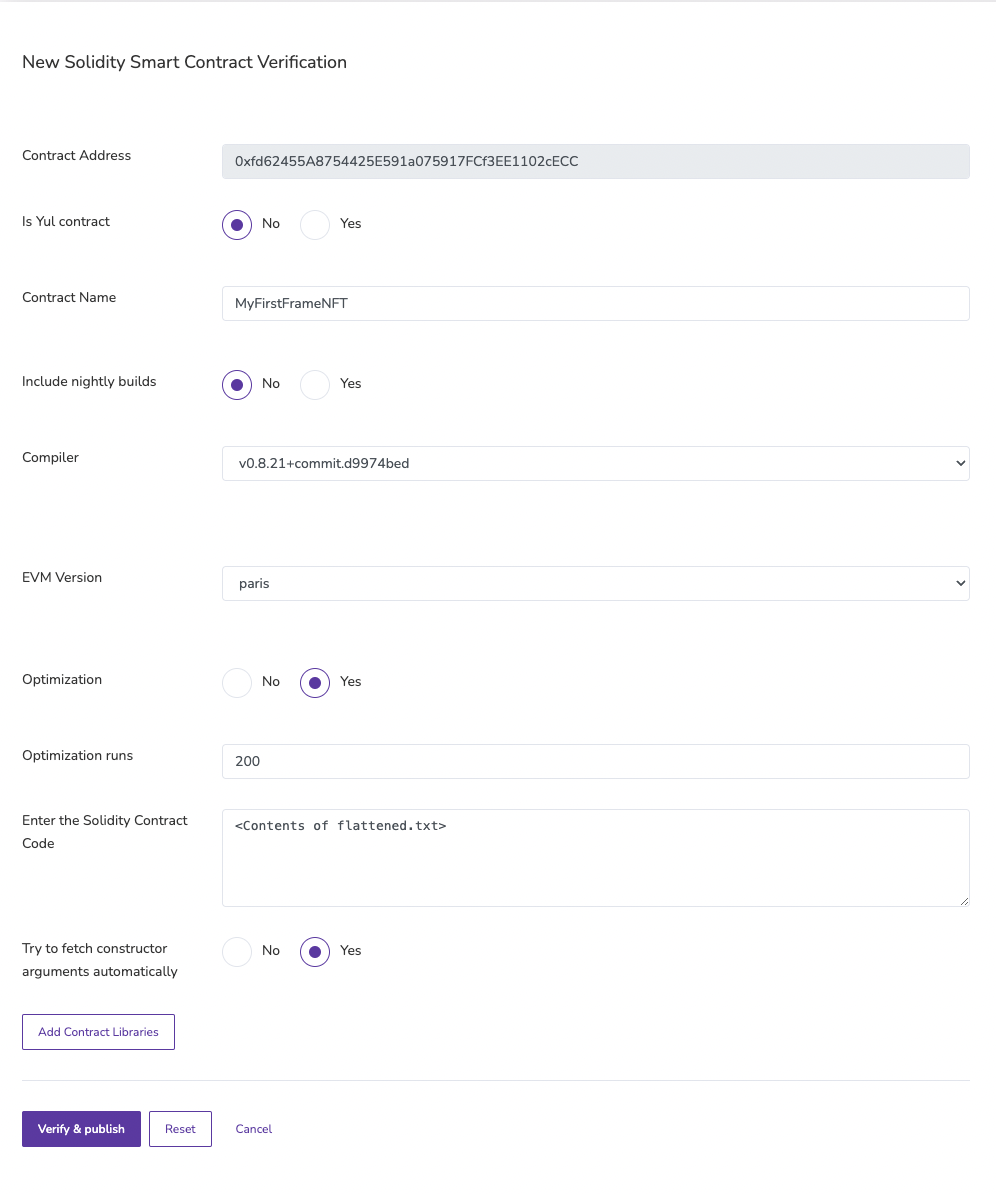 New Solidity Smart Contract Verification
Contract Address
0xfd62455A8754425E591a075917FCf3EE1102cECC
Is Yul contract
No
Yes
Contract Name
MyFirstFrameNFT
Include nightly builds
No
Yes
Compiler
v0.8.21+commit.d9974bed
EVM Version
paris
Optimization
No
Yes
Optimization runs
200
Enter the Solidity Contract
Code
<Contents of flattened.txt>
Try to fetch constructor
arguments automatically
No
Yes
Add Contract Libraries
Verify & publish
Reset
Cancel